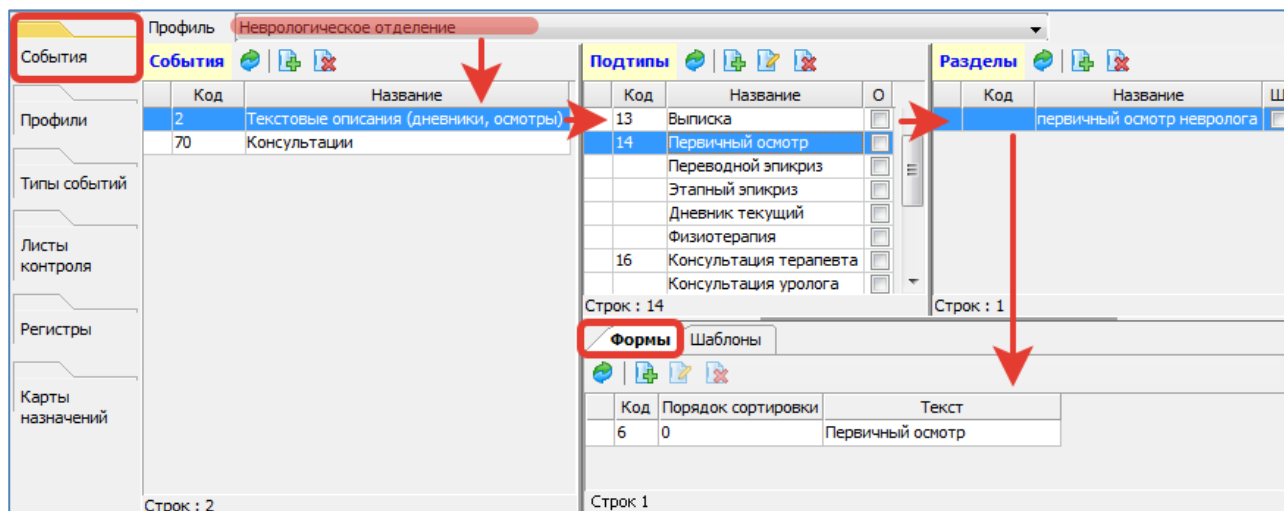 Профиль Неврологическое отделение
События
Профили
Типы событий
Листы
контроля
Регистры
Карты
назначений
События
Код Название
2 Текстовые описания (дневники, осмотры)
70 Консультации
Строк : 2
Подтипы
Код Название О
13 Выписка
14 Первичный осмотр
Переводной эпикриз
Этапный эпикриз
Дневник текущий
Физиотерапия
16 Консультация терапевта
Консультация уролога
Строк : 14
Разделы
Код Название Ш
первичный осмотр невролога
Строк : 1
Формы Шаблоны
Код Порядок сортировки Текст
6 0 Первичный осмотр
Строк 1